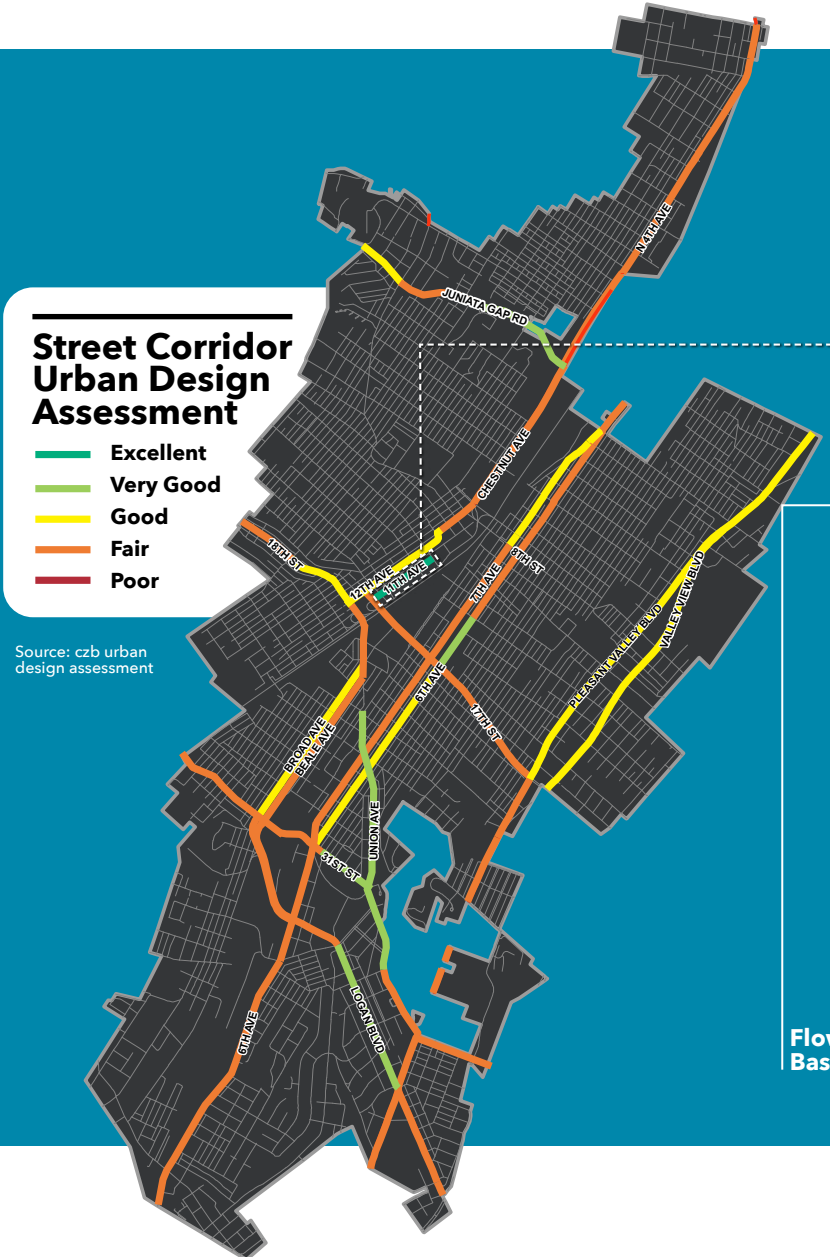 N 4TH AVE
JUNIATA GAP RD
Street Corridor
Urban Design
Assessment
Excellent
Very Good
Good
Fair
Poor
Source: czb urban
design assessment
CHESTNUT AVE
18TH ST
12TH AVE
11TH AVE
8TH ST
7TH AVE
6TH AVE
PLEASANT VALLEY BLVD
VALLEY VIEW BLVD
17TH ST
BROAD AVE
BEALE AVE
UNION AVE
31ST ST
LOGAN BLVD
6TH AVE
Flow
Bas